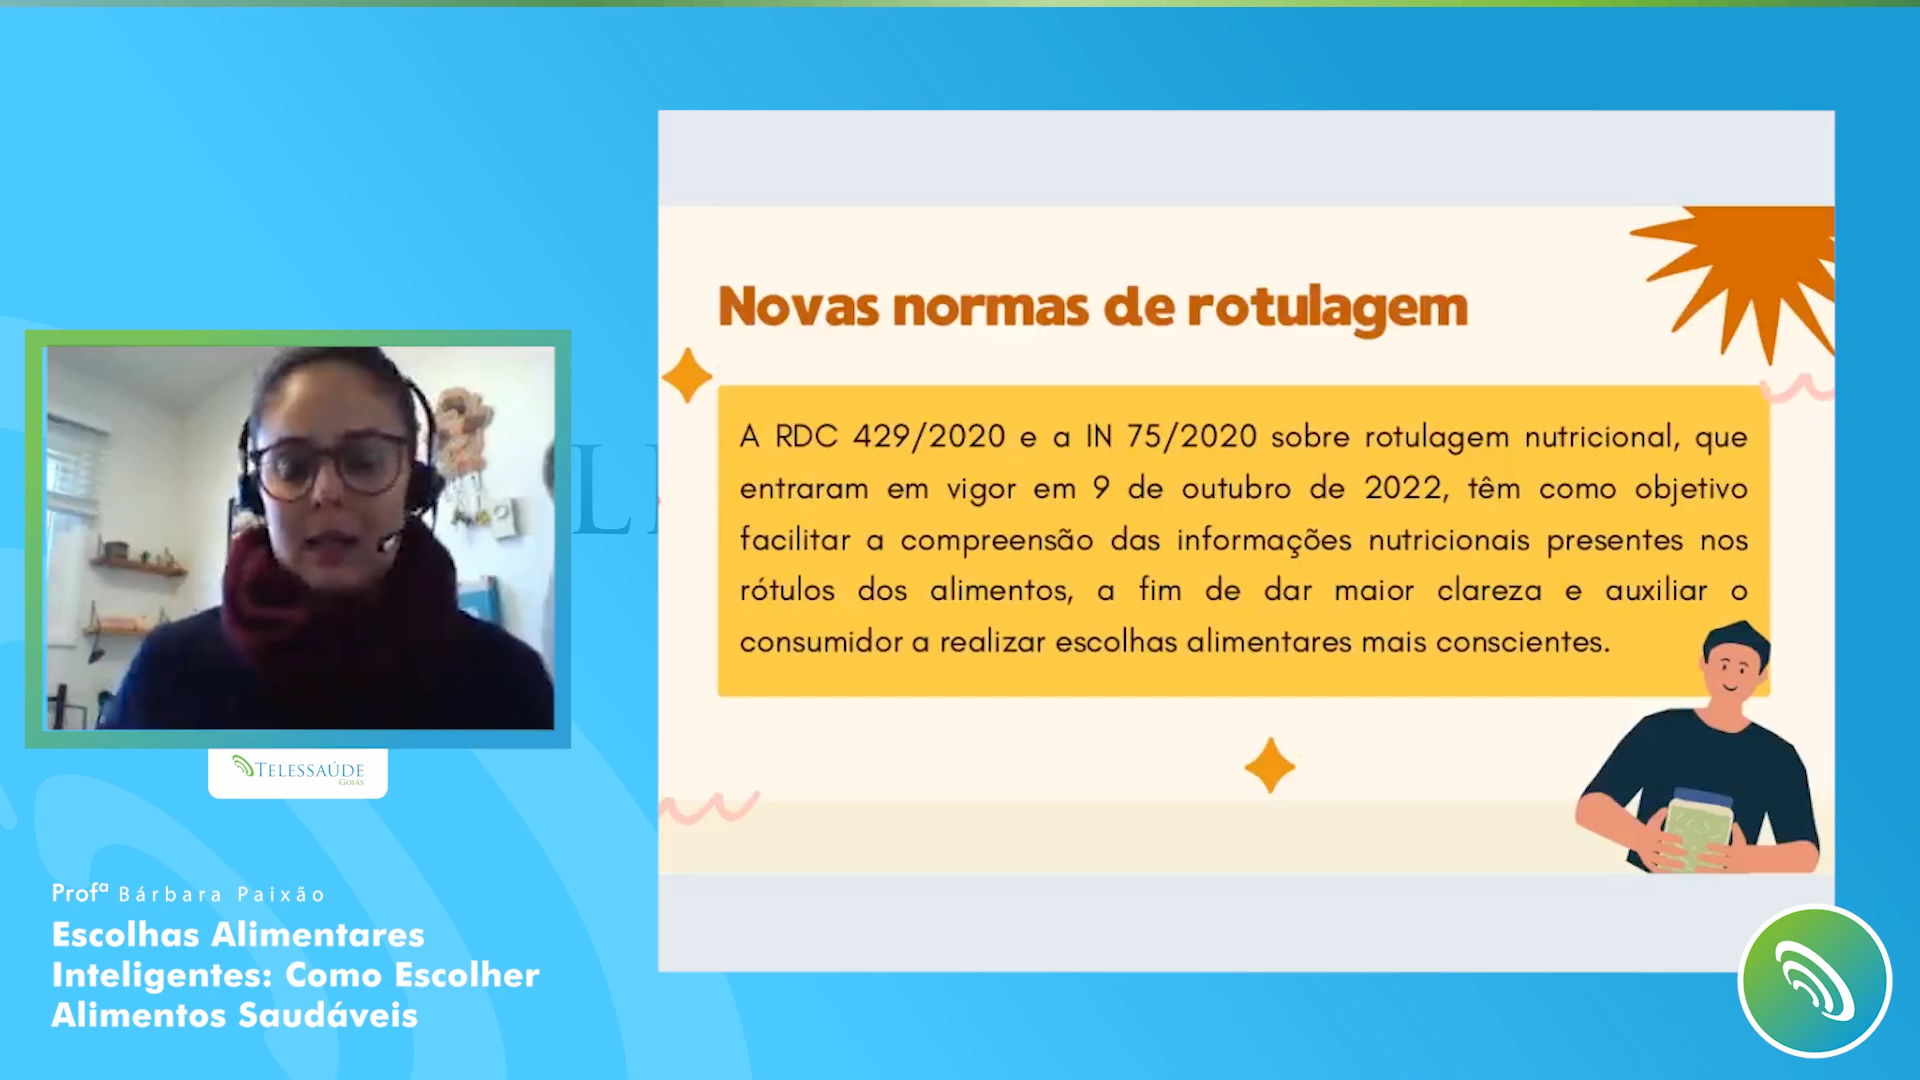 Novas normas de rotulagem
A RDC 429/2020 e a IN 75/2020 sobre rotulagem nutricional, que
entraram em vigor em 9 de outubro de 2022, têm como objetivo
facilitar a compreensão das informações nutricionais presentes nos
rótulos dos alimentos, a fim de dar maior clareza e auxiliar o
consumidor a realizar escolhas alimentares mais conscientes.
TELESSAÚDE
GOIÁS
Profª Bárbara Paixão
Escolhas Alimentares
Inteligentes: Como Escolher
Alimentos Saudáveis